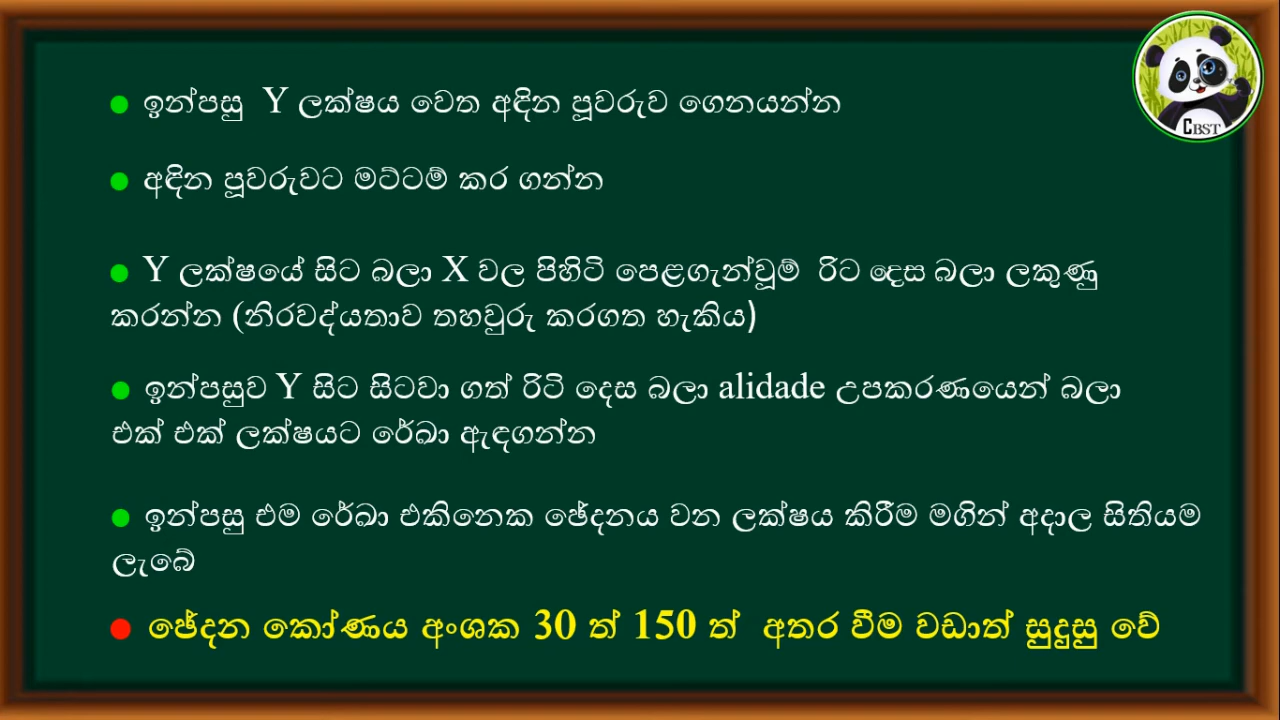 ඉන්පසු Y ලක්ෂය වෙත අඳින පූවරුව ගෙනයන්න
අඳින පූවරුවට මට්ටම් කර ගන්න
Y ලක්ෂයේ සිට බලා X වල පිහිටි පෙළගැන්වූම් රිට දෙස බලා ලකුණු
කරන්න (නිරවද්යතාව තහවුරු කරගත හැකිය)
ඉන්පසුව Y සිට සිටවා ගත් රිටි දෙස බලා alidade උපකරණයෙන් බලා
එක් එක් ලක්ෂයට රේඛා ඇඳගන්න
ඉන්පසු එම රේඛා එකිනෙක ඡේදනය වන ලක්ෂය කිරීම මගින් අදාල සිතියම
ලැබේ
ඡේදන කෝණය අංශක 30 ත් 150 ත් අතර වීම වඩාත් සුදුසු වේ
CBST